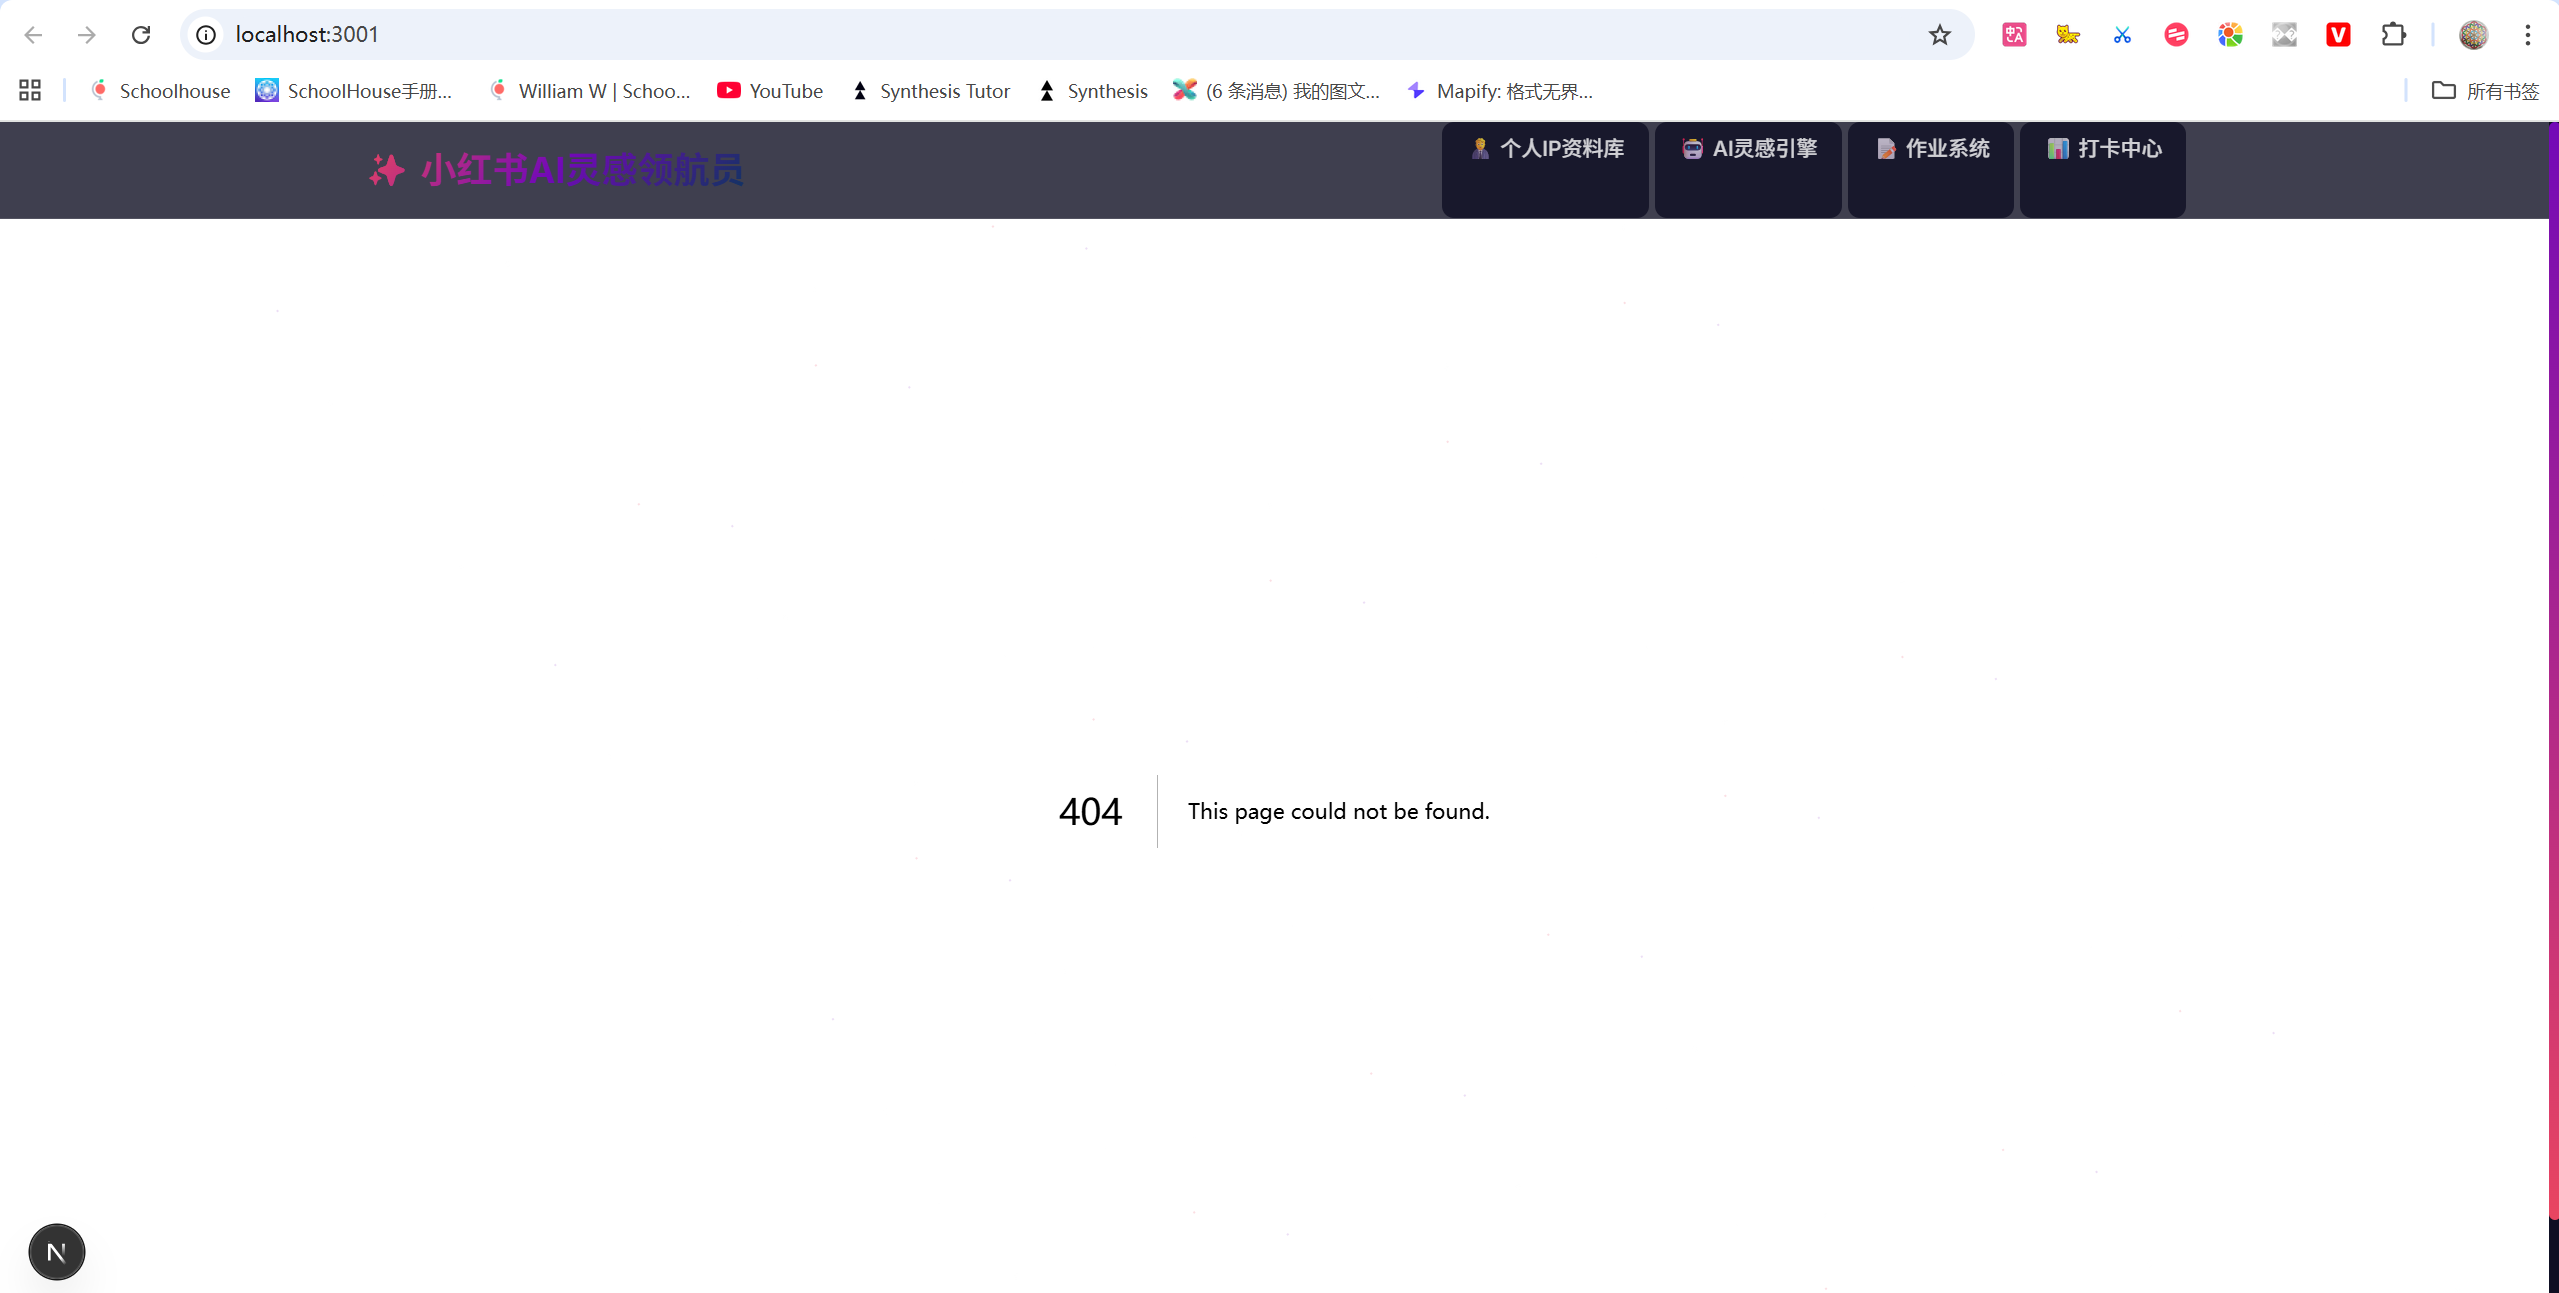 localhost:3001
Schoolhouse
SchoolHouse手册...
William W | Schoo...
YouTube
Synthesis Tutor
Synthesis
(6 条消息) 我的图文...
Mapify: 格式无界...
所有书签
小红书AI灵感领航员
个人IP资料库
AI灵感引擎
作业系统
打卡中心
404
This page could not be found.
N